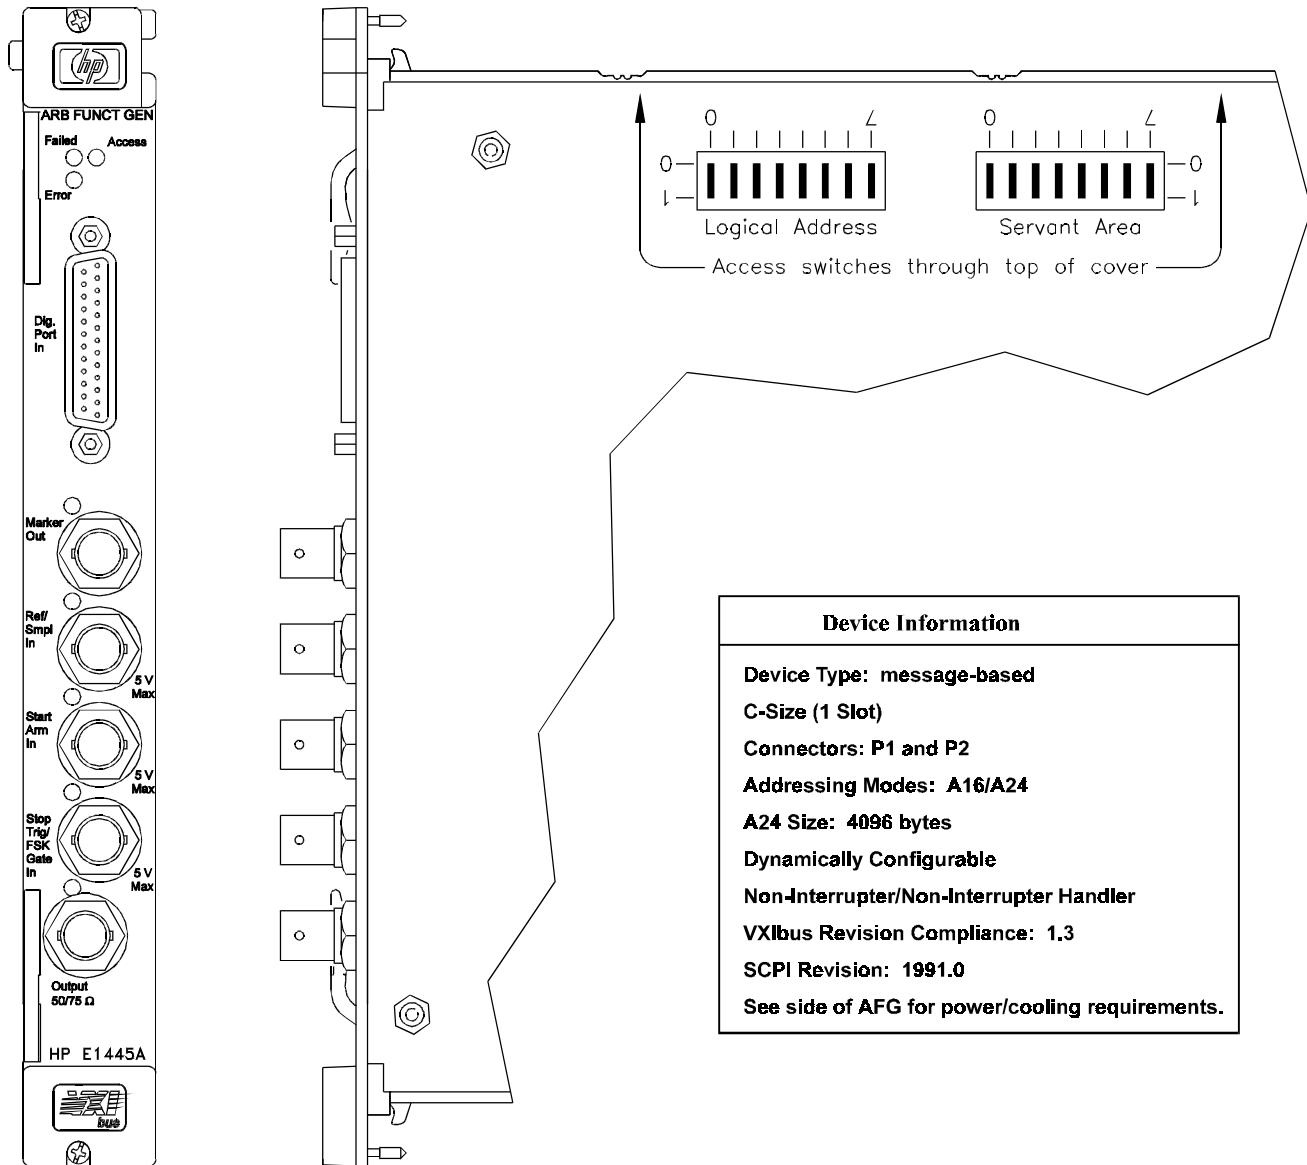 hp
ARB FUNCT GEN
Failed
Access
Error
Dig.
Port
In
Marker
Out
Ref/
Smpl
In
5 V
Max
Start
Arm
In
5 V
Max
Stop
Trig/
FSK
Gate
In
5 V
Max
Output
50/75 Ω
HP E1445A
VXI
bus
0 7
0
1
Logical Address
0 7
0
1
Servant Area
Access switches through top of cover
Device Information
Device Type: message-based
C-Size (1 Slot)
Connectors: P1 and P2
Addressing Modes: A16/A24
A24 Size: 4096 bytes
Dynamically Configurable
Non-Interrupter/Non-Interrupter Handler
VXIbus Revision Compliance: 1.3
SCPI Revision: 1991.0
See side of AFG for power/cooling requirements.